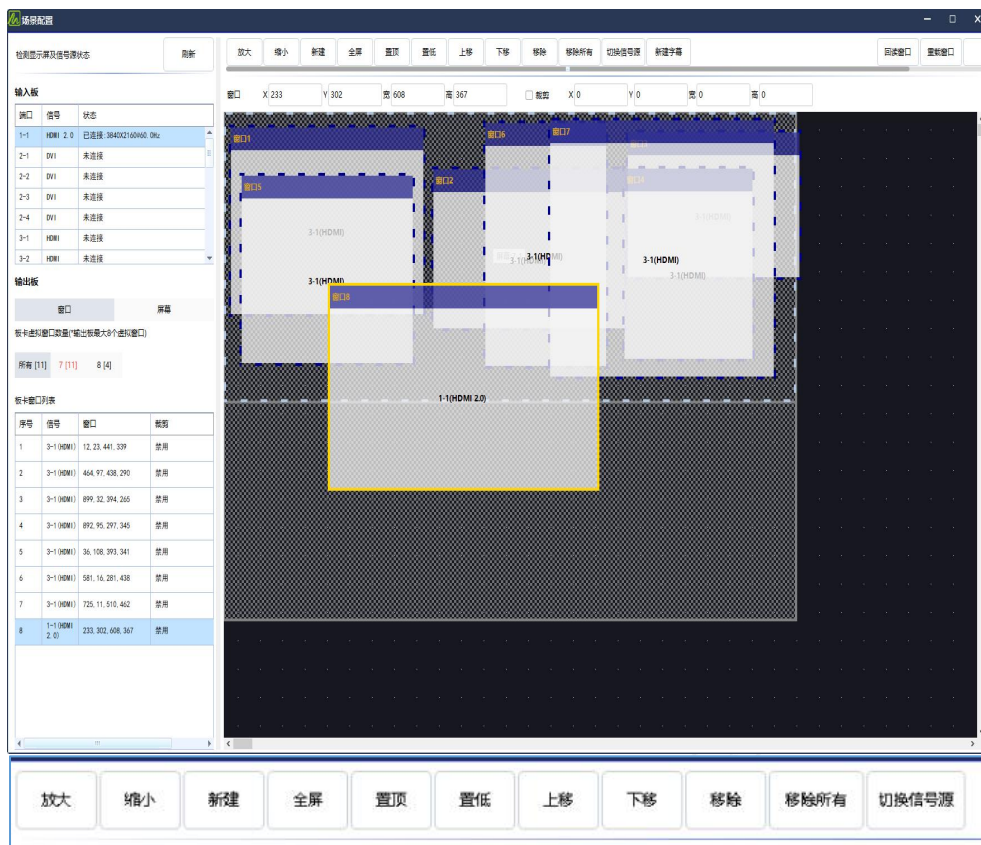 场景配置
检测显示屏及信号源状态 刷新
放大 缩小 新建 全屏 置顶 置低 上移 下移 移除 移除所有 切换信号源 新建字幕 回读窗口 重载窗口
输入板
端口 信号 状态
1-1 HDMI 2.0 已连接:3840X2160@60.0Hz
2-1 DVI 未连接
2-2 DVI 未连接
2-3 DVI 未连接
2-4 DVI 未连接
3-1 HDMI 未连接
3-2 HDMI 未连接
输出板
窗口 屏幕
板卡虚拟窗口数量(*输出板最大8个虚拟窗口)
所有 [11] 7 [11] 8 [4]
板卡窗口列表
序号 信号 窗口 裁剪
1 3-1(HDMI) 12, 23, 441, 339 禁用
2 3-1(HDMI) 464, 97, 438, 290 禁用
3 3-1(HDMI) 899, 32, 394, 265 禁用
4 3-1(HDMI) 892, 95, 297, 345 禁用
5 3-1(HDMI) 36, 108, 393, 341 禁用
6 3-1(HDMI) 581, 16, 281, 438 禁用
7 3-1(HDMI) 725, 11, 510, 462 禁用
8 1-1(HDMI 2.0) 233, 302, 608, 367 禁用
窗口 X 233 Y 302 宽 608 高 367 裁剪 X 0 Y 0 宽 0 高 0
窗口1
窗口6
窗口7
窗口5
窗口2
窗口4
3-1(HDMI)
3-1(HDMI)
3-1(HDMI)
3-1(HDMI)
3-1(HDMI)
3-1(HDMI)
3-1(HDMI)
窗口8
1-1(HDMI 2.0)
放大 缩小 新建 全屏 置顶 置低 上移 下移 移除 移除所有 切换信号源